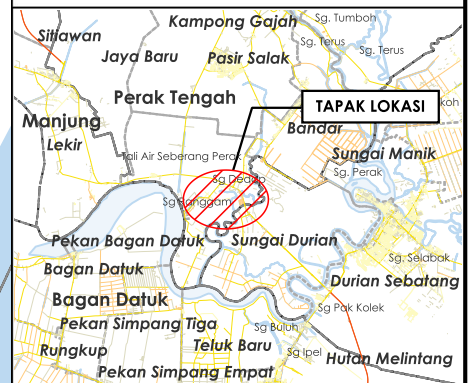 Kampong Gajah
Sg. Tumboh
Sitiawan
Sg. Terus
Sg. Terus
Jaya Baru
Pasir Salak
Perak Tengah
TAPAK LOKASI
Manjung
Bandar
Lekir
Tali Air Seberang Perak
Sungai Manik
Sg. Perak
Sg Dedap
Sg Manggam
Pekan Bagan Datuk
Sungai Durian
Sg. Selabak
Bagan Datuk
Durian Sebatang
Bagan Datuk
Sg Pak Kolek
Pekan Simpang Tiga
Sg Buluh
Rungkup
Teluk Baru
Sg Ipel
Hutan Melintang
Pekan Simpang Empat